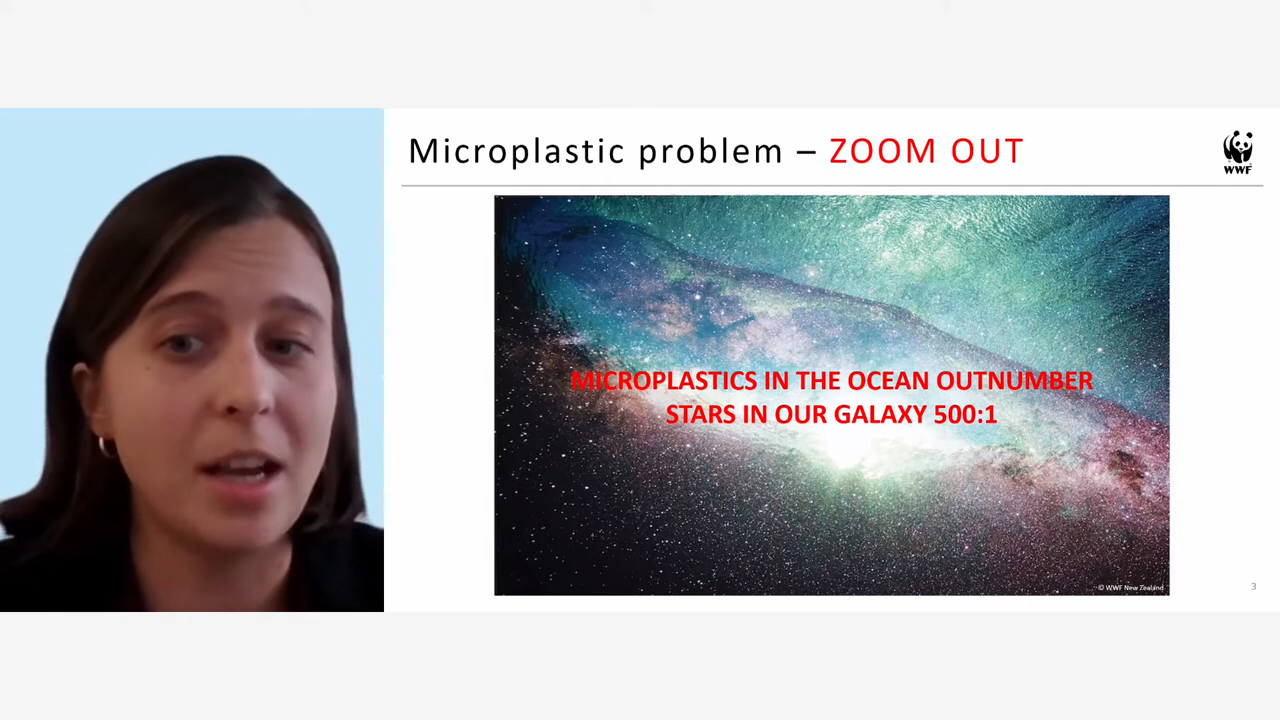 Microplastic problem – ZOOM OUT
WWF
MICROPLASTICS IN THE OCEAN OUTNUMBER
STARS IN OUR GALAXY 500:1
© WWF New Zealand
3